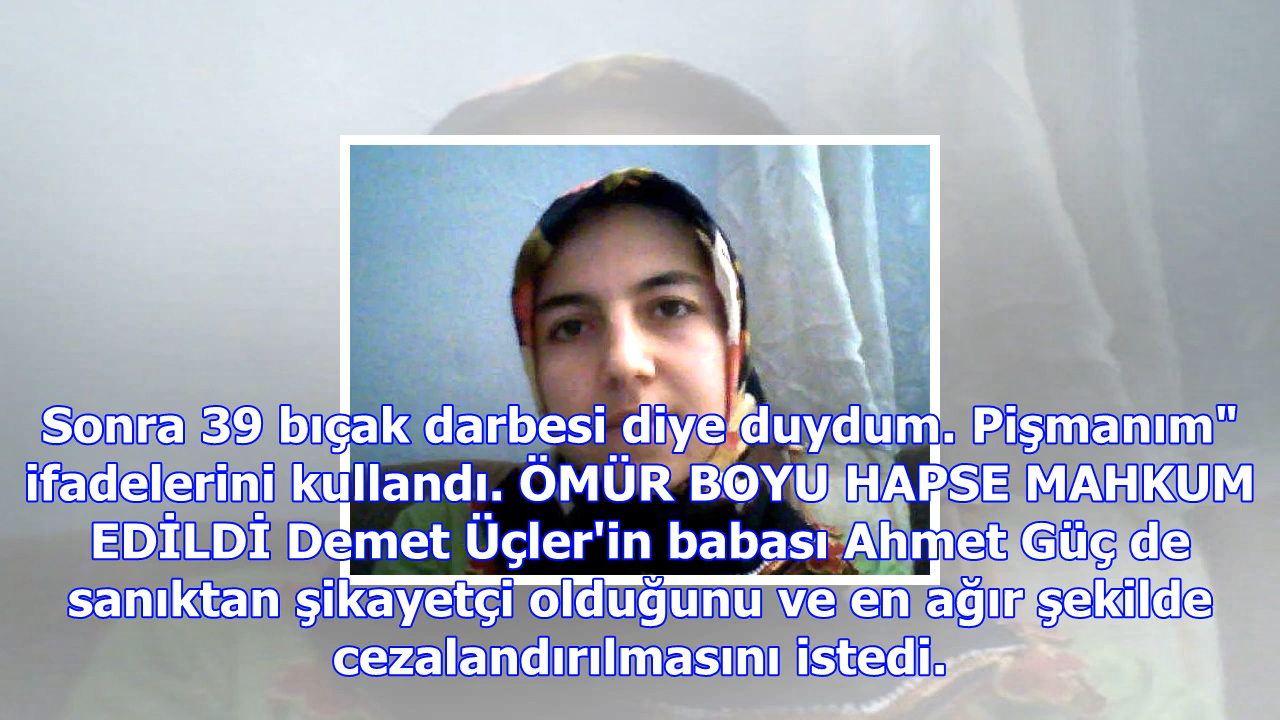 Sonra 39 bıçak darbesi diye duydum. Pişmanım"
ifadelerini kullandı. ÖMÜR BOYU HAPSE MAHKUM
EDİLDİ Demet Üçler'in babası Ahmet Güç de
sanıktan şikayetçi olduğunu ve en ağır şekilde
cezalandırılmasını istedi.